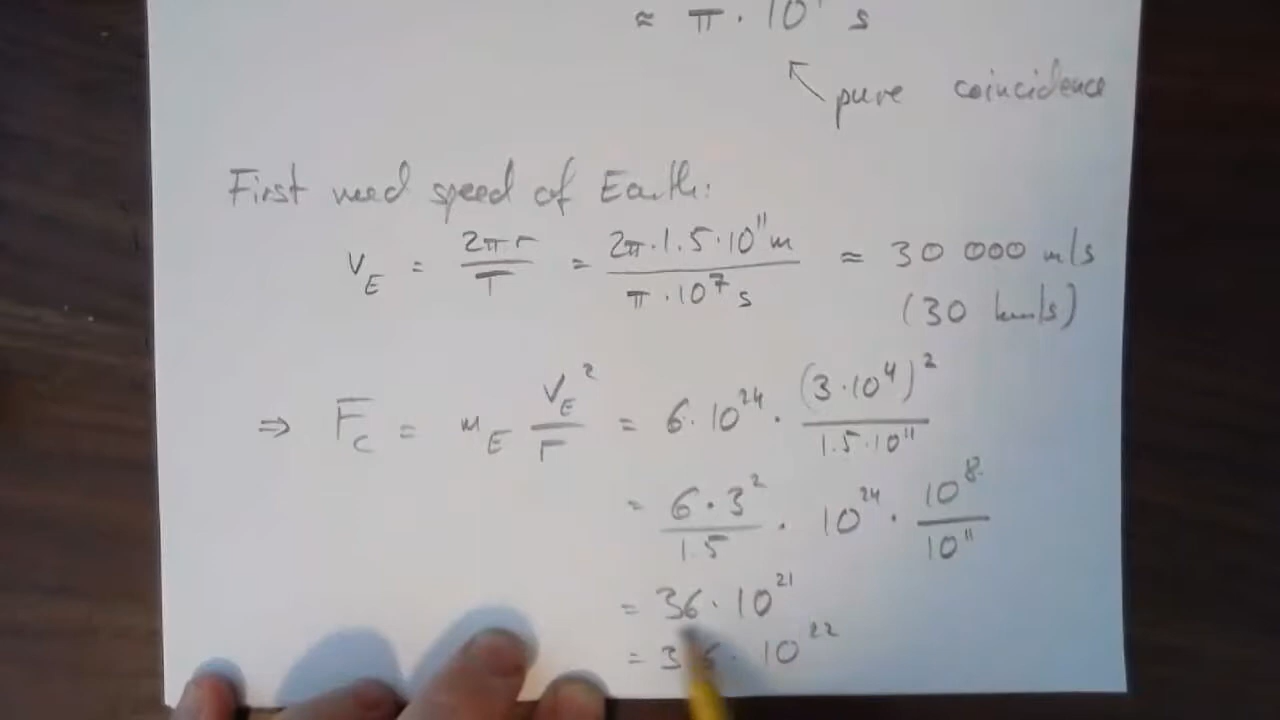 ≈ π · 10⁷ s
pure coincidence
First need speed of Earth:
v_E = 2πr / T = 2π · 1.5 · 10¹¹ m / π · 10⁷ s ≈ 30 000 m/s
(30 km/s)
⇒ F_c = m_E v_E² / r = 6 · 10²⁴ · (3 · 10⁴)² / 1.5 · 10¹¹
= 6 · 3² / 1.5 · 10²⁴ · 10⁸ / 10¹¹
= 36 · 10²¹
= 3.6 · 10²²